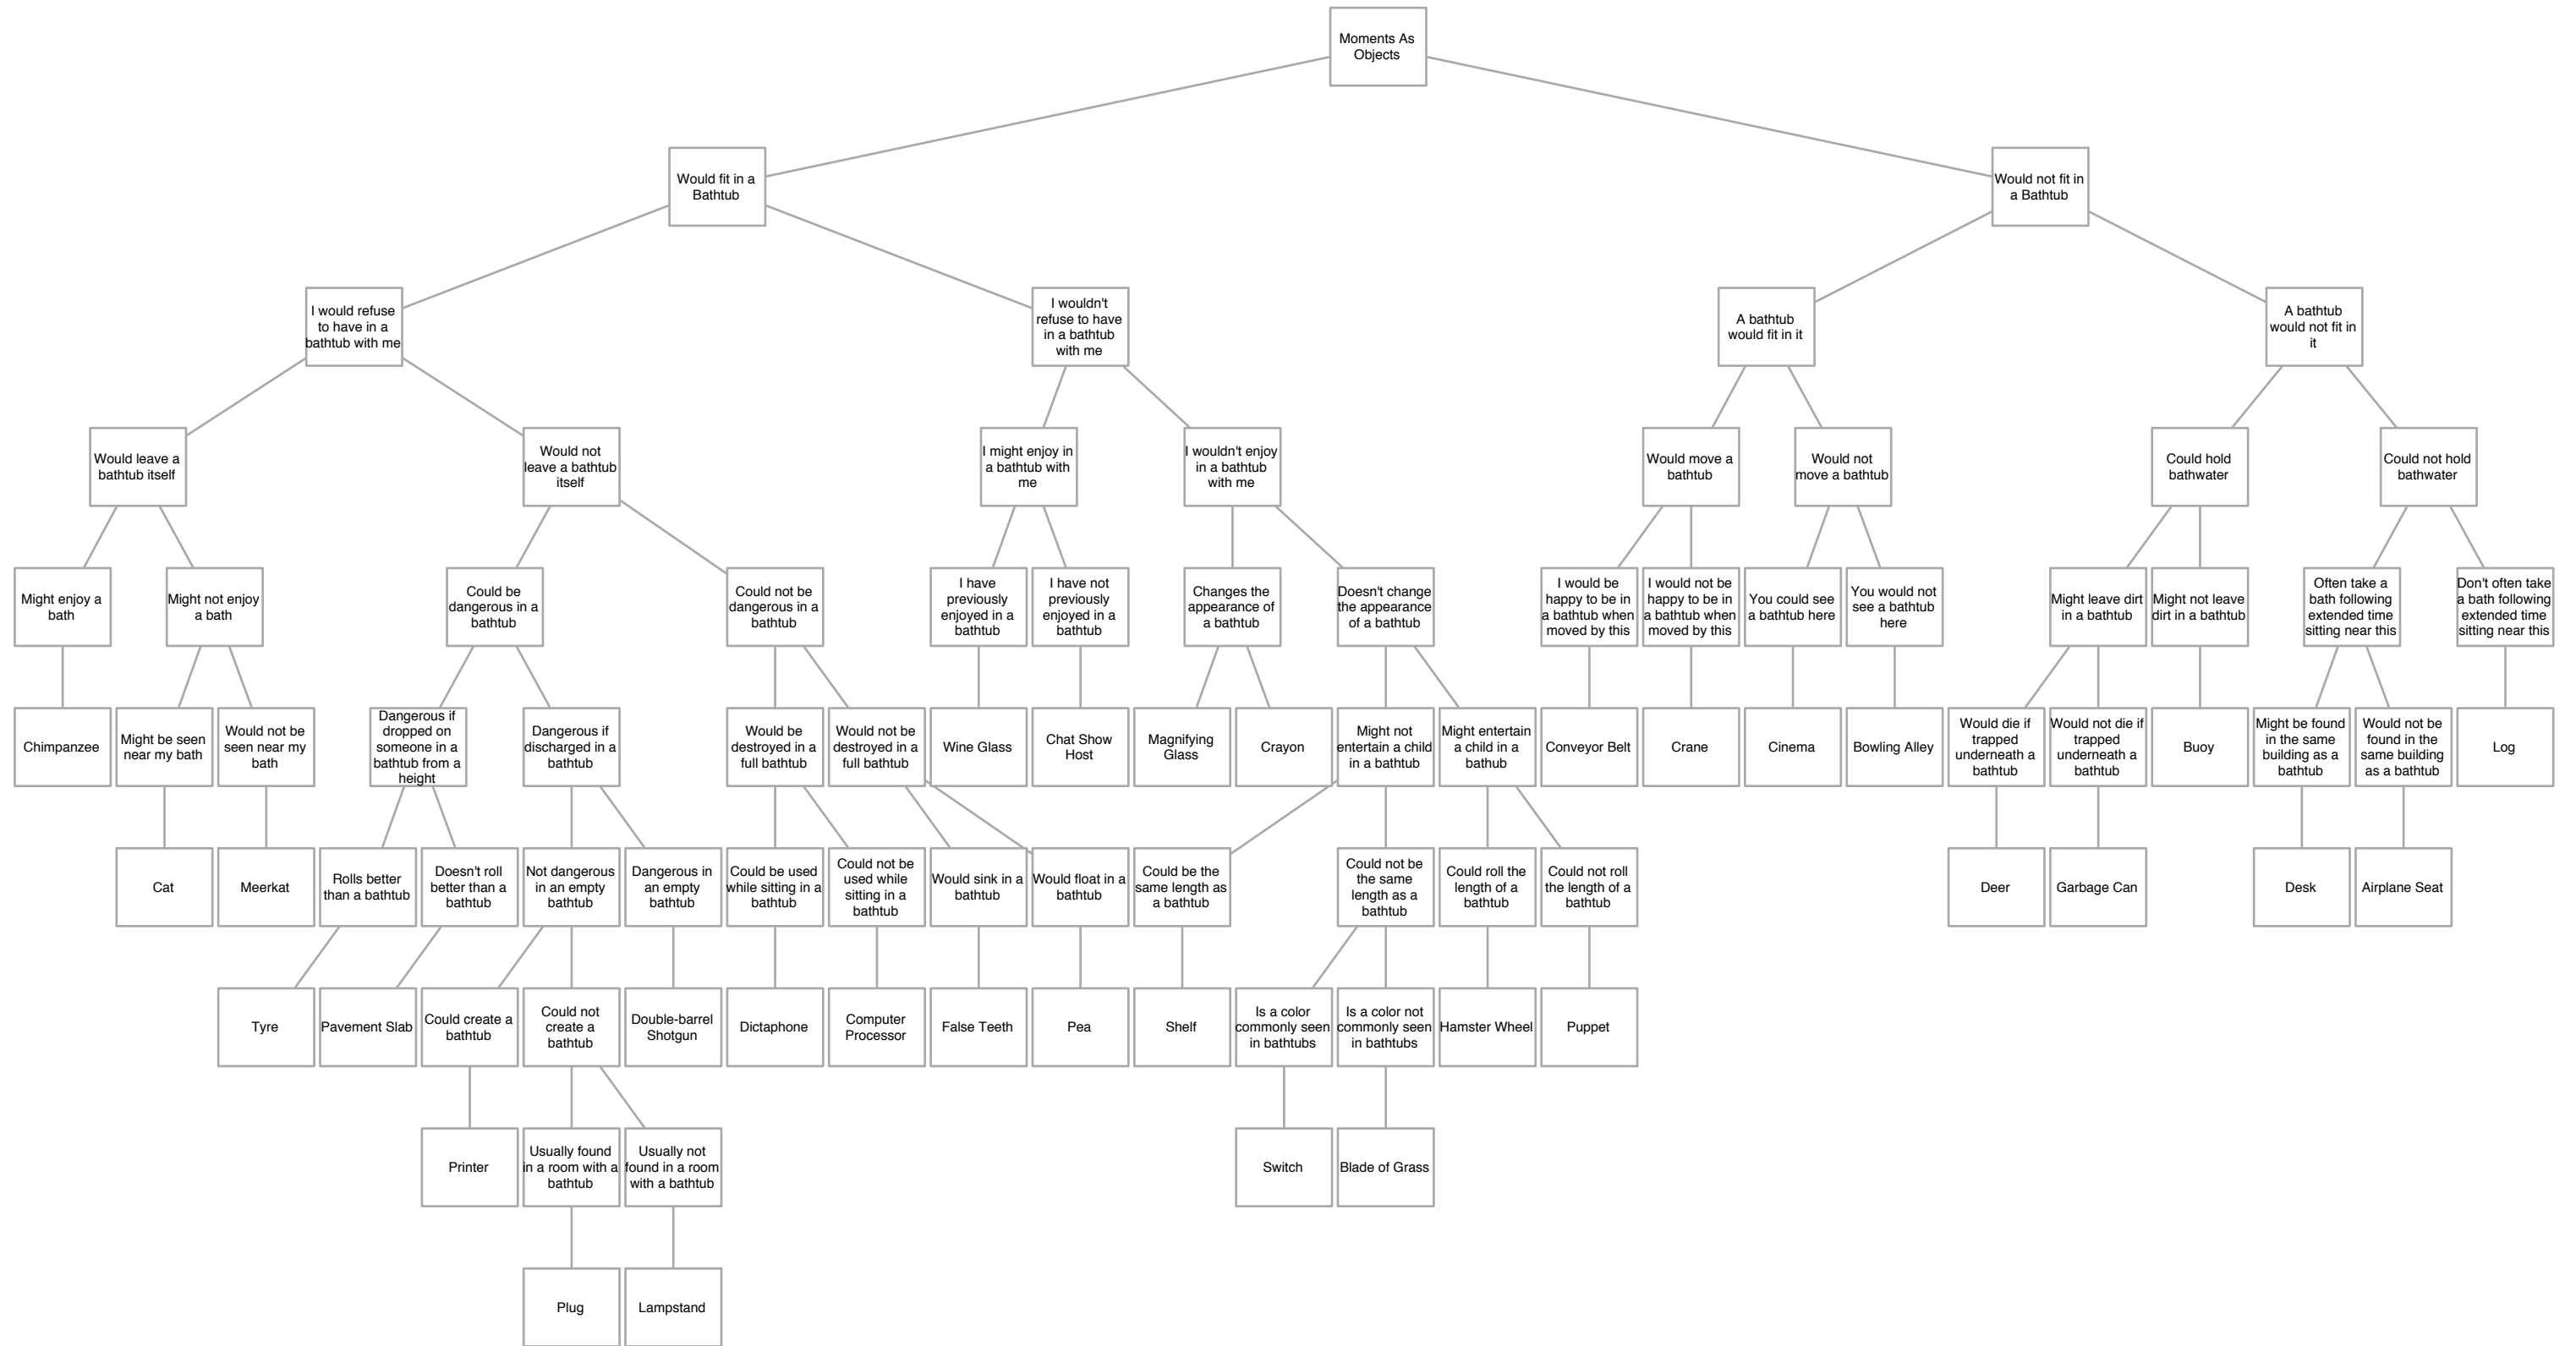 Moments As
Objects
Would fit in a
Bathtub
Would not fit in
a Bathtub
I would refuse
to have in a
bathtub with me
I wouldn't
refuse to have
in a bathtub
with me
A bathtub
would fit in it
A bathtub
would not fit in
it
Would leave a
bathtub itself
Would not
leave a bathtub
itself
I might enjoy in
a bathtub with
me
I wouldn't enjoy
in a bathtub
with me
Would move a
bathtub
Would not
move a bathtub
Could hold
bathwater
Could not hold
bathwater
Might enjoy a
bath
Might not enjoy
a bath
Could be
dangerous in a
bathtub
Could not be
dangerous in a
bathtub
I have
previously
enjoyed in a
bathtub
I have not
previously
enjoyed in a
bathtub
Changes the
appearance of
a bathtub
Doesn't change
the appearance
of a bathtub
I would be
happy to be in
a bathtub when
moved by this
I would not be
happy to be in
a bathtub when
moved by this
You could see
a bathtub here
You would not
see a bathtub
here
Might leave dirt
in a bathtub
Might not leave
dirt in a bathtub
Often take a
bath following
extended time
sitting near this
Don't often take
a bath following
extended time
sitting near this
Chimpanzee
Might be seen
near my bath
Would not be
seen near my
bath
Dangerous if
dropped on
someone in a
bathtub from a
height
Dangerous if
discharged in a
bathtub
Would be
destroyed in a
full bathtub
Would not be
destroyed in a
full bathtub
Wine Glass
Chat Show
Host
Magnifying
Glass
Crayon
Might not
entertain a child
in a bathtub
Might entertain
a child in a
bathub
Conveyor Belt
Crane
Cinema
Bowling Alley
Would die if
trapped
underneath a
bathtub
Would not die if
trapped
underneath a
bathtub
Buoy
Might be found
in the same
building as a
bathtub
Would not be
found in the
same building
as a bathtub
Log
Cat
Meerkat
Rolls better
than a bathtub
Doesn't roll
better than a
bathtub
Not dangerous
in an empty
bathtub
Dangerous in
an empty
bathtub
Could be used
while sitting in a
bathtub
Could not be
used while
sitting in a
bathtub
Would sink in a
bathtub
Would float in a
bathtub
Could be the
same length as
a bathtub
Could not be
the same
length as a
bathtub
Could roll the
length of a
bathtub
Could not roll
the length of a
bathtub
Deer
Garbage Can
Desk
Airplane Seat
Tyre
Pavement Slab
Could create a
bathtub
Could not
create a
bathtub
Double-barrel
Shotgun
Dictaphone
Computer
Processor
False Teeth
Pea
Shelf
Is a color
commonly seen
in bathtubs
Is a color not
commonly seen
in bathtubs
Hamster Wheel
Puppet
Printer
Usually found
in a room with a
bathtub
Usually not
found in a room
with a bathtub
Switch
Blade of Grass
Plug
Lampstand